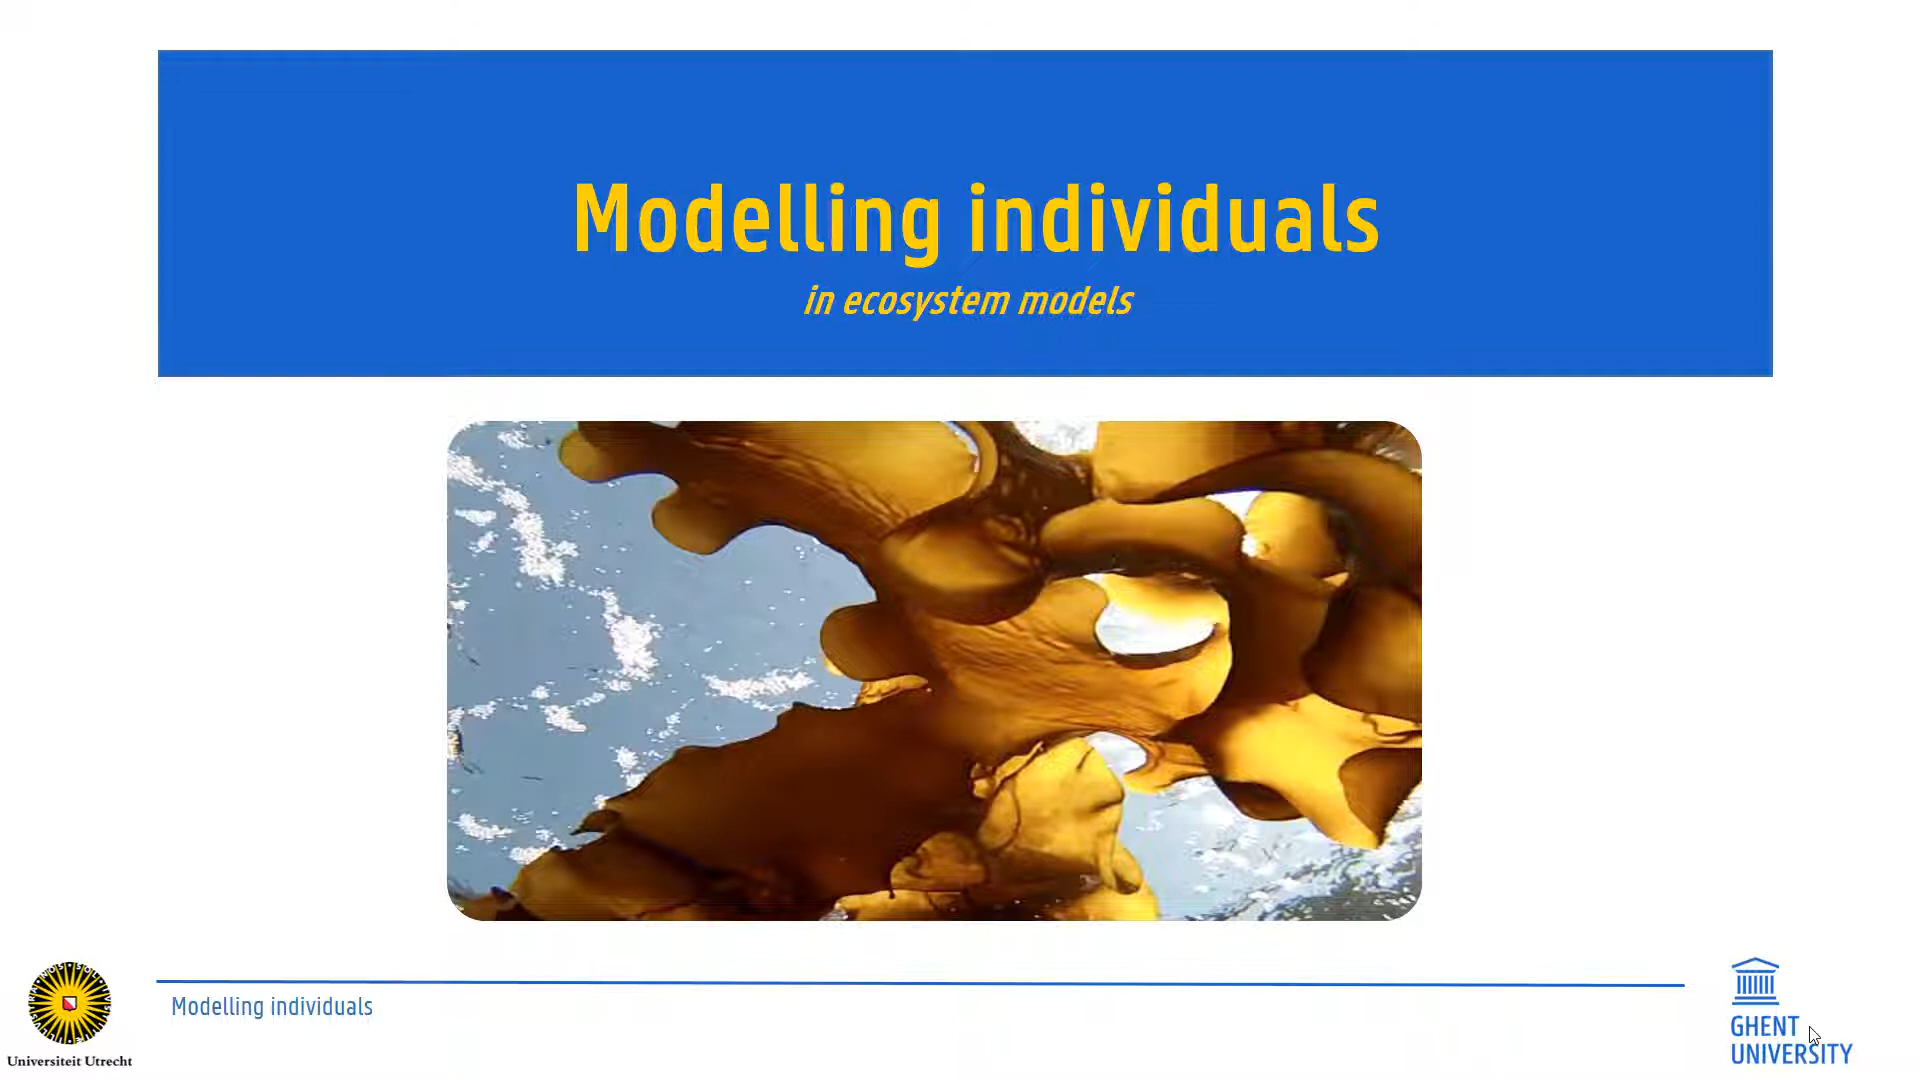 Modelling individuals
in ecosystem models
Modelling individuals
Universiteit Utrecht
GHENT
UNIVERSITY